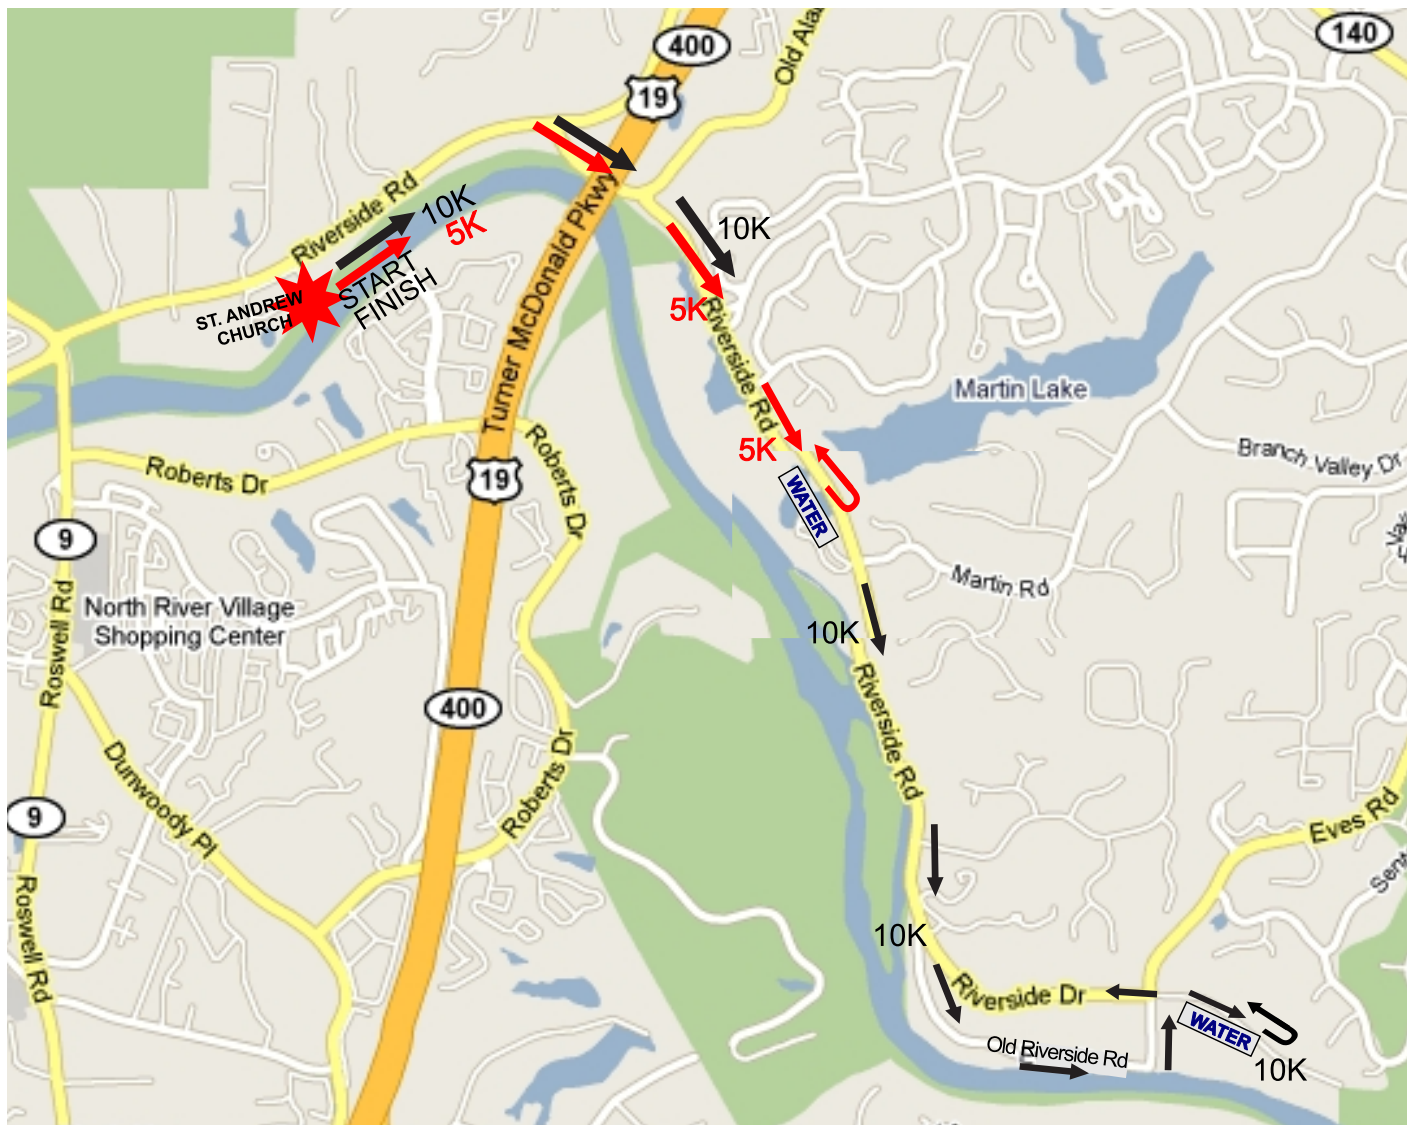 400
140
19
Old Ala
Riverside Rd
10K
5K
Turner McDonald Pkwy
10K
START
FINISH
ST. ANDREW
CHURCH
5K
Riverside Rd
Martin Lake
5K
Branch Valley Dr
Roberts Dr
Roberts Dr
19
WATER
9
Martin Rd
North River Village
Shopping Center
10K
Roswell Rd
Riverside Rd
400
Dunwoody Pl
Roberts Dr
9
Eves Rd
Roswell Rd
10K
Riverside Dr
WATER
Old Riverside Rd
10K